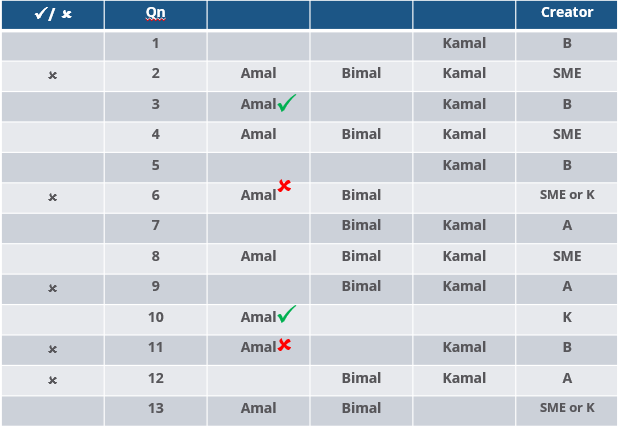 ✓/ × Qn Creator
1 Kamal B
× 2 Amal Bimal Kamal SME
3 Amal✓ Kamal B
4 Amal Bimal Kamal SME
5 Kamal B
× 6 Amal× Bimal SME or K
7 Bimal Kamal A
8 Amal Bimal Kamal SME
× 9 Bimal Kamal A
10 Amal✓ K
× 11 Amal× Kamal B
× 12 Bimal Kamal A
13 Amal Bimal SME or K